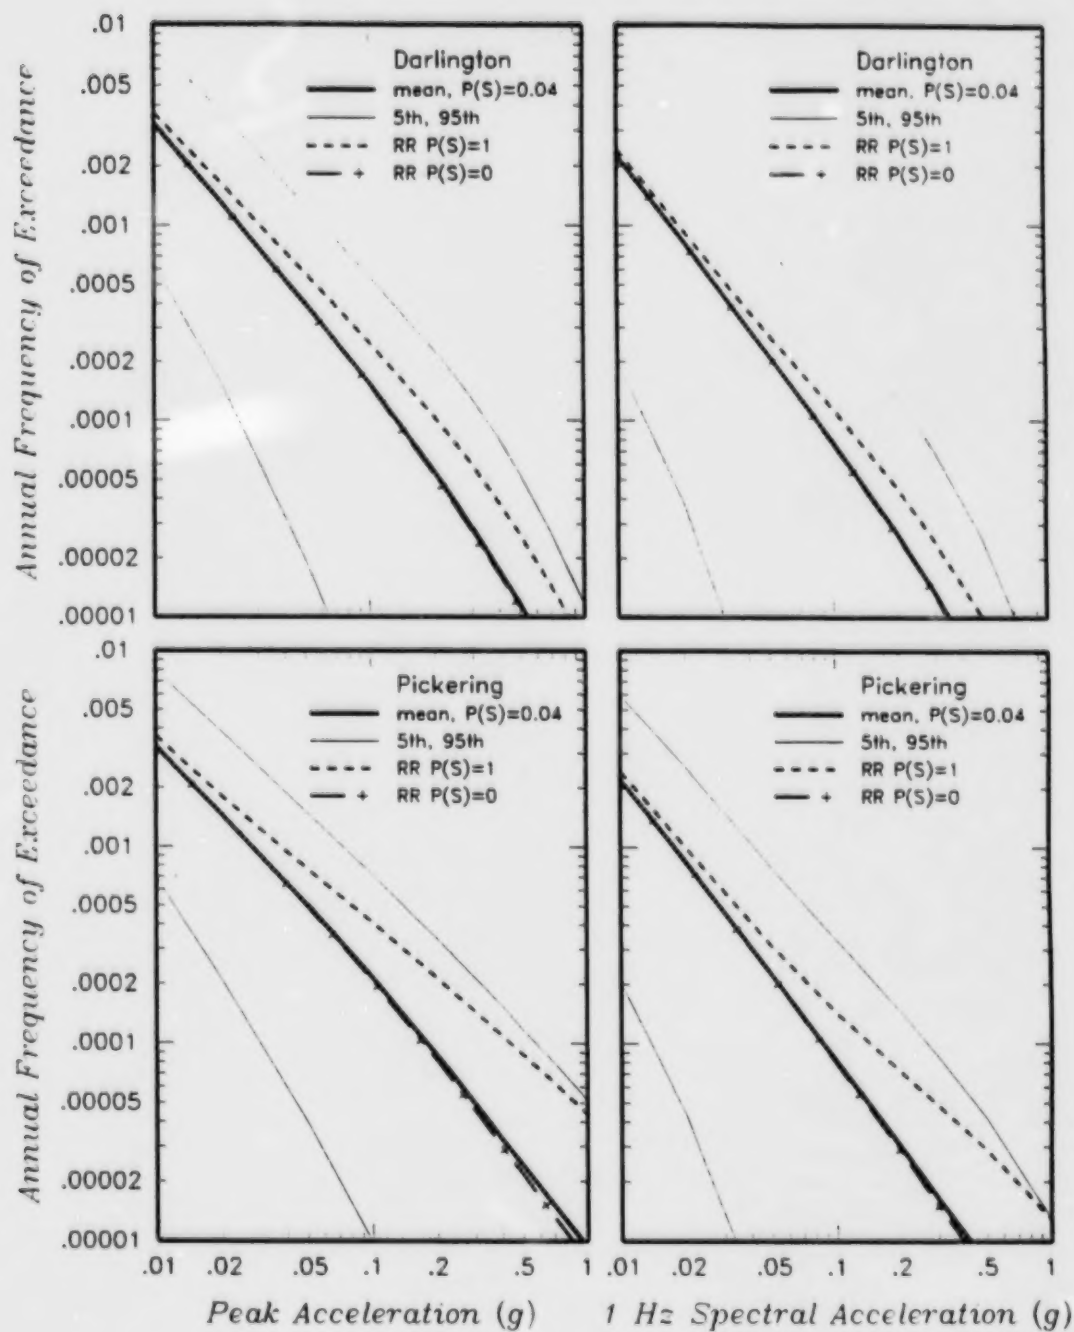 Annual Frequency of Exceedance
.01
.005
.002
.001
.0005
.0002
.0001
.00005
.00002
.00001
Darlington
mean, P(S)=0.04
5th, 95th
RR P(S)=1
RR P(S)=0
Darlington
mean, P(S)=0.04
5th, 95th
RR P(S)=1
RR P(S)=0
Annual Frequency of Exceedance
.01
.005
.002
.001
.0005
.0002
.0001
.00005
.00002
.00001
Pickering
mean, P(S)=0.04
5th, 95th
RR P(S)=1
RR P(S)=0
Pickering
mean, P(S)=0.04
5th, 95th
RR P(S)=1
RR P(S)=0
.01 .02 .05 .1 .2 .5 1
.01 .02 .05 .1 .2 .5 1
Peak Acceleration (g)
1 Hz Spectral Acceleration (g)